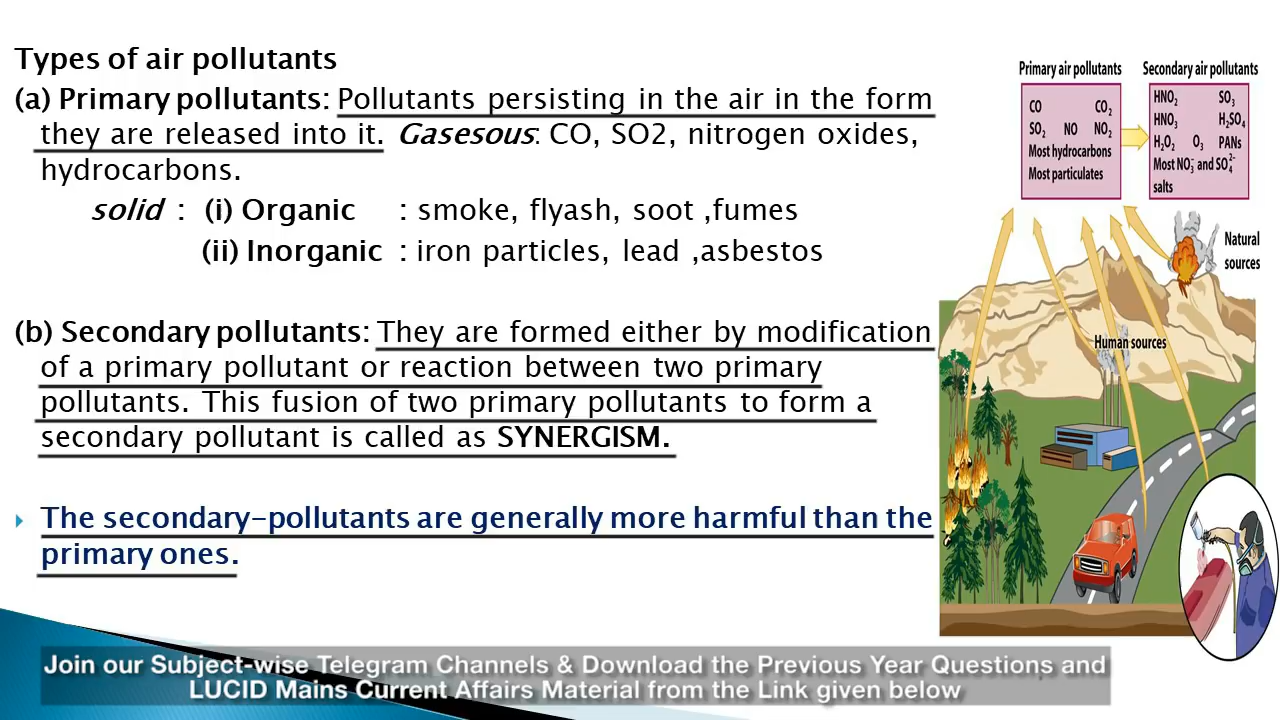 Types of air pollutants
(a) Primary pollutants: Pollutants persisting in the air in the form
they are released into it. Gasesous: CO, SO2, nitrogen oxides,
hydrocarbons.
solid : (i) Organic : smoke, flyash, soot ,fumes
(ii) Inorganic : iron particles, lead ,asbestos
(b) Secondary pollutants: They are formed either by modification
of a primary pollutant or reaction between two primary
pollutants. This fusion of two primary pollutants to form a
secondary pollutant is called as SYNERGISM.
The secondary-pollutants are generally more harmful than the
primary ones.
Primary air pollutants
CO CO₂
SO₂ NO NO₂
Most hydrocarbons
Most particulates
Secondary air pollutants
HNO₂ SO₃
HNO₃ H₂SO₄
H₂O₂ O₃ PANs
Most NO₃⁻ and SO₄²⁻
salts
Natural
sources
Human sources
Join our Subject-wise Telegram Channels & Download the Previous Year Questions and
LUCID Mains Current Affairs Material from the Link given below